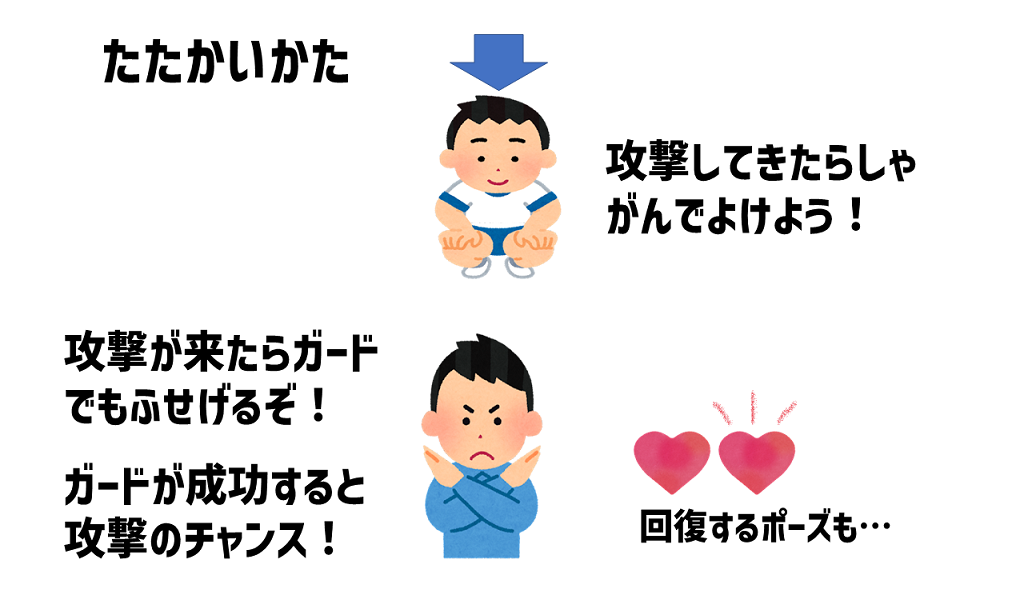 たたかいかた
攻撃してきたらしゃ
がんでよけよう！
攻撃が来たらガード
でもふせげるぞ！
ガードが成功すると
攻撃のチャンス！
回復するポーズも…